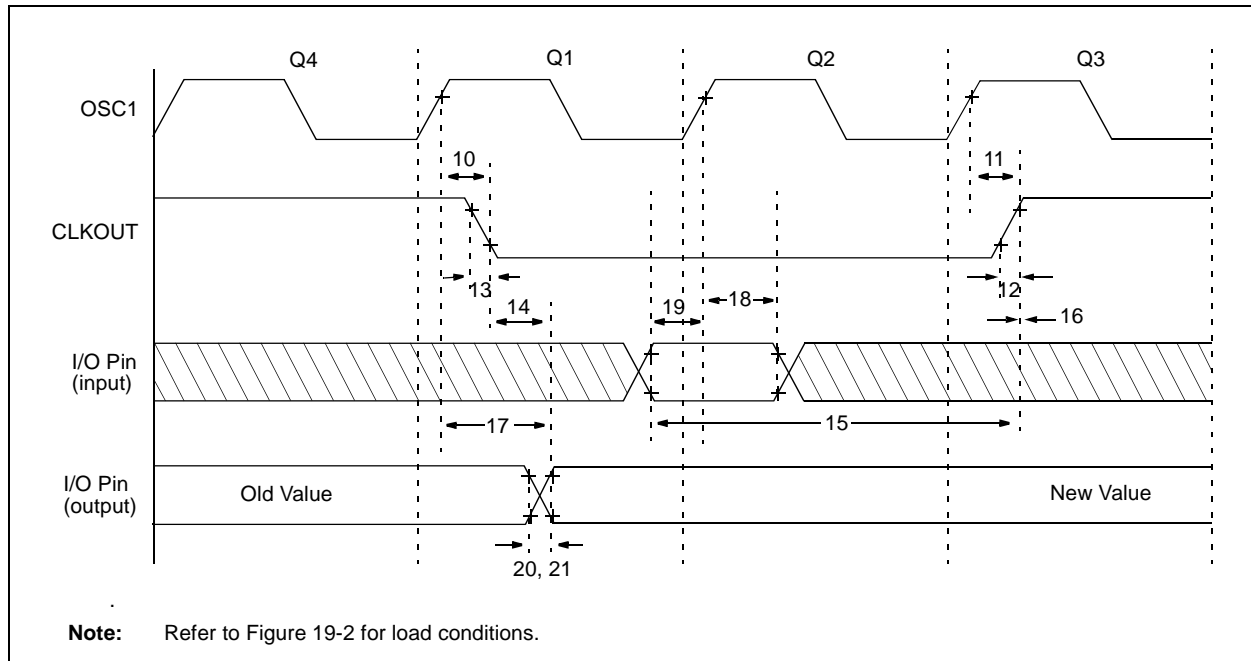 Q4 Q1 Q2 Q3
OSC1
10 11
CLKOUT
13 12
14 19 18 16
I/O Pin
(input)
17 15
I/O Pin
(output)
Old Value New Value
20, 21
.
Note: Refer to Figure 19-2 for load conditions.